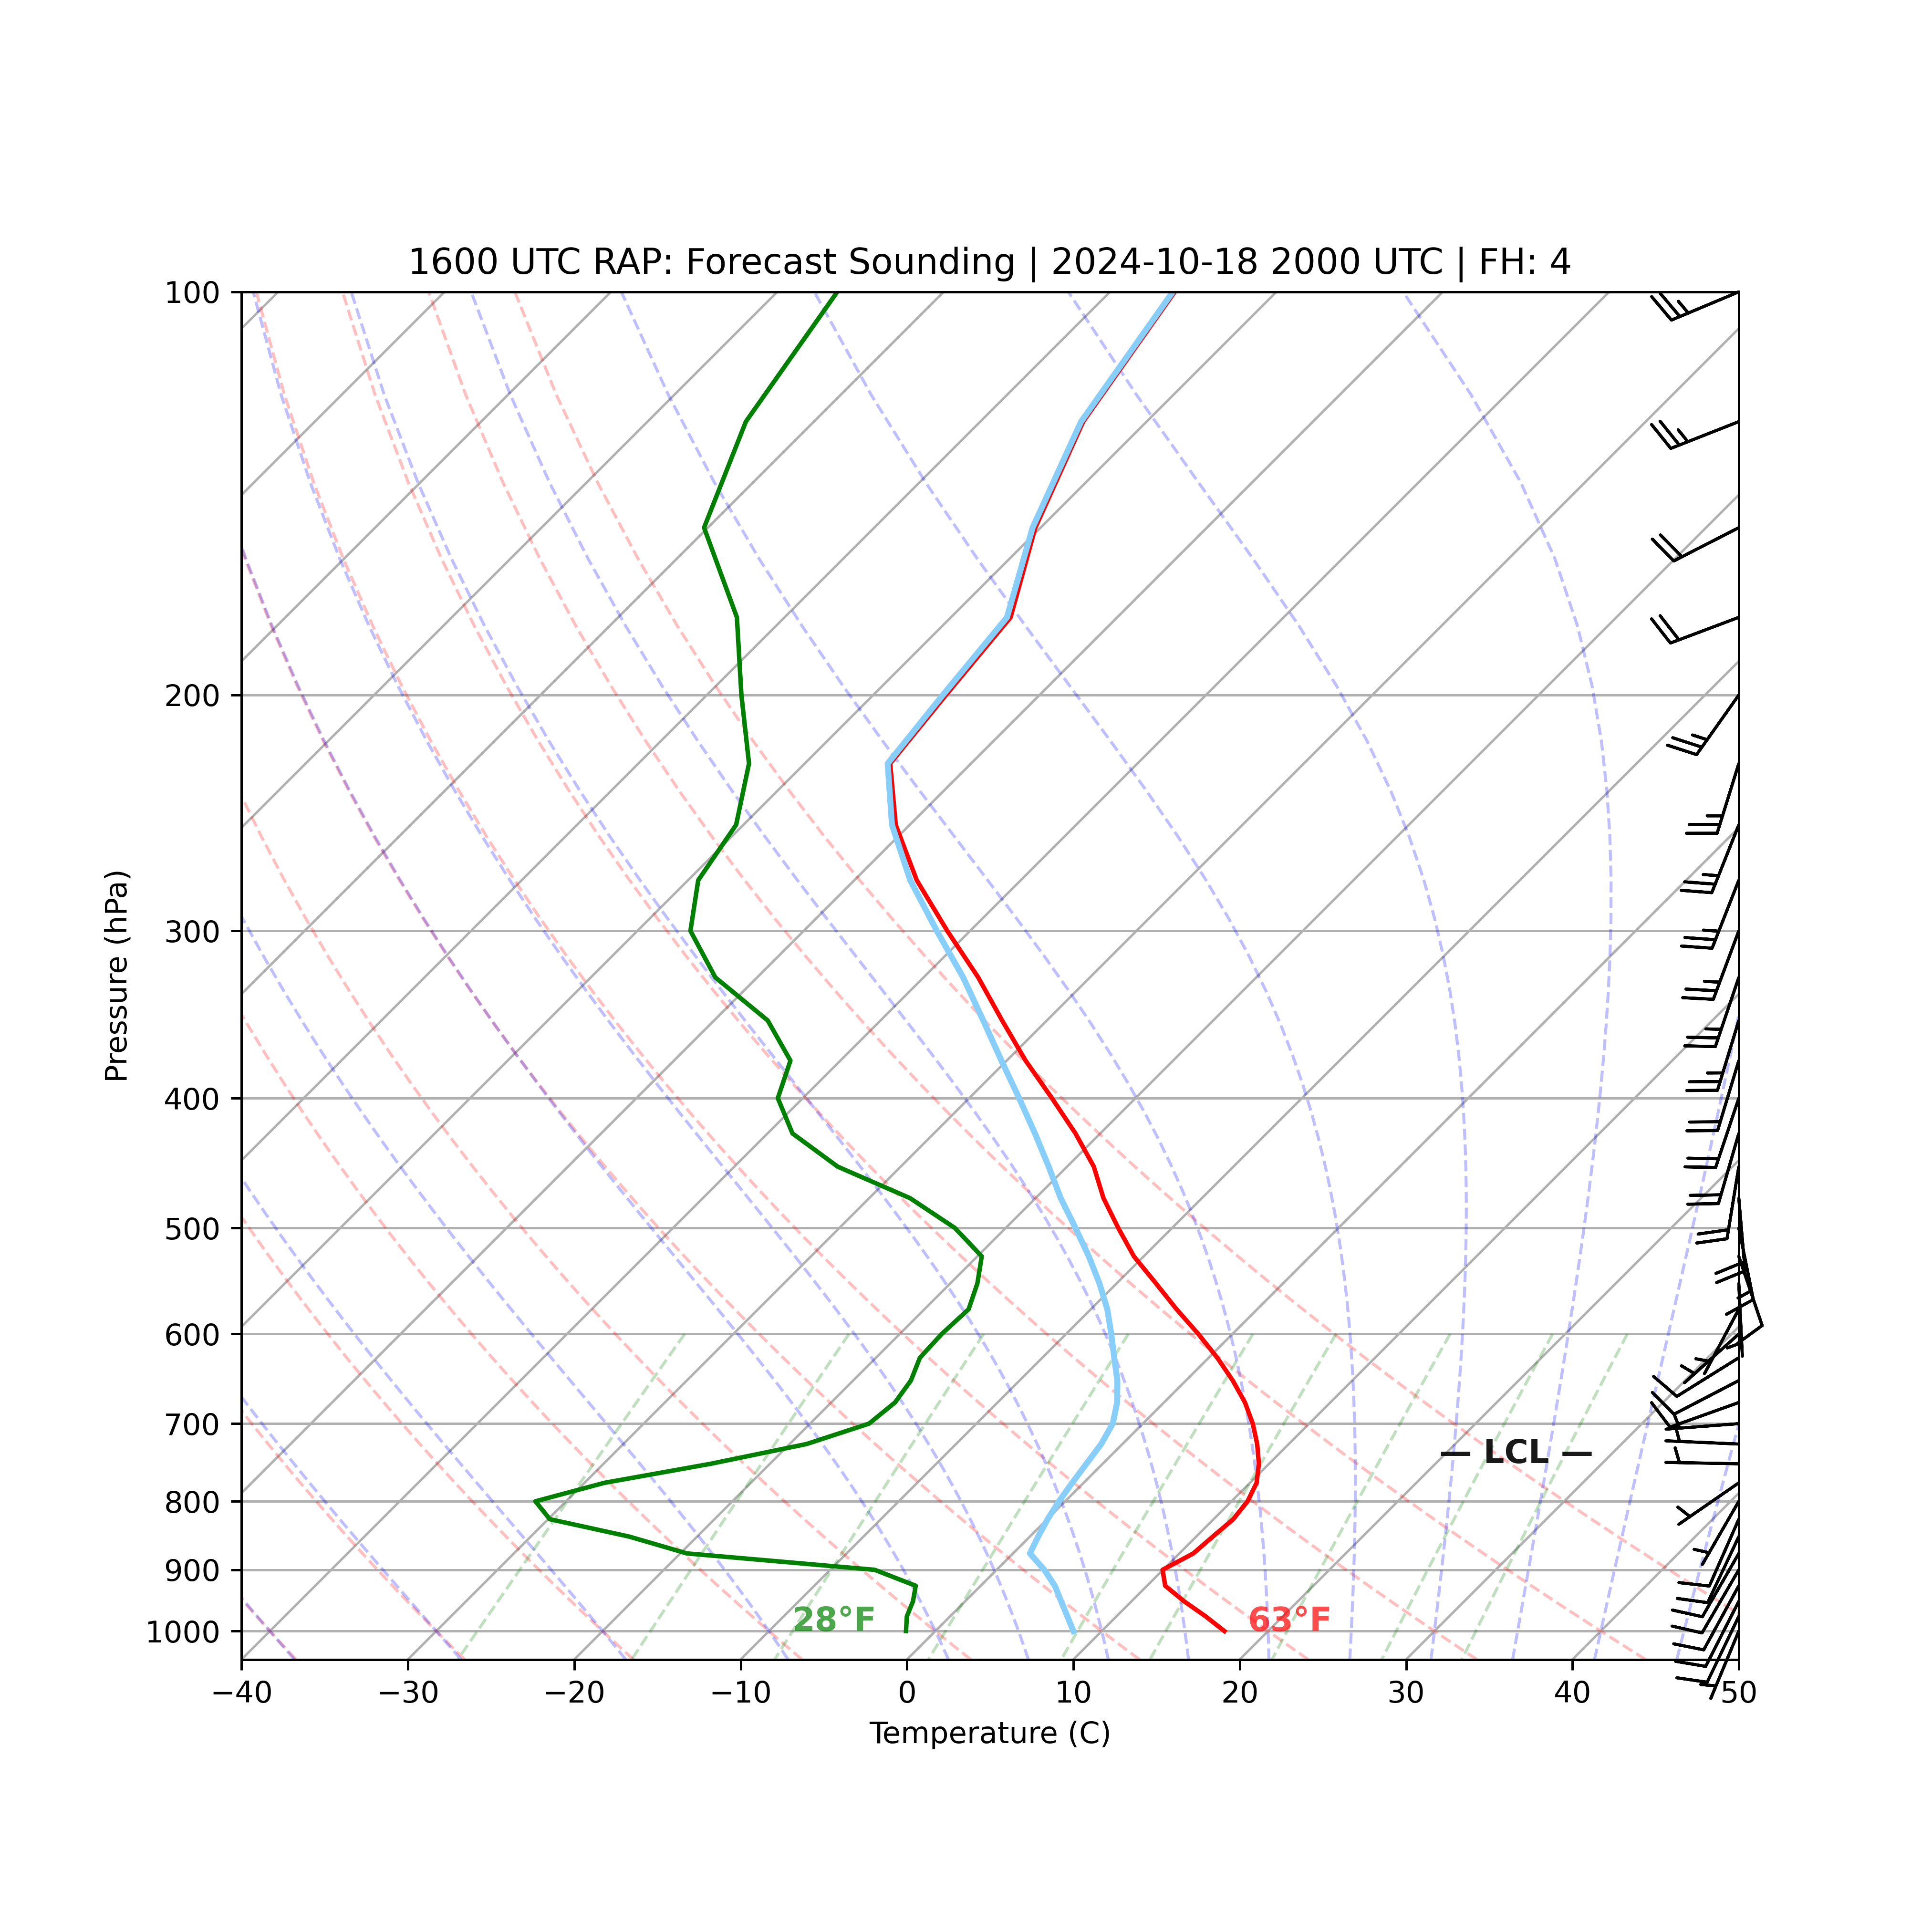 1600 UTC RAP: Forecast Sounding | 2024-10-18 2000 UTC | FH: 4
100
200
300
400
500
600
700
800
900
1000
Pressure (hPa)
— LCL —
28°F
63°F
−40 −30 −20 −10 0 10 20 30 40 50
Temperature (C)